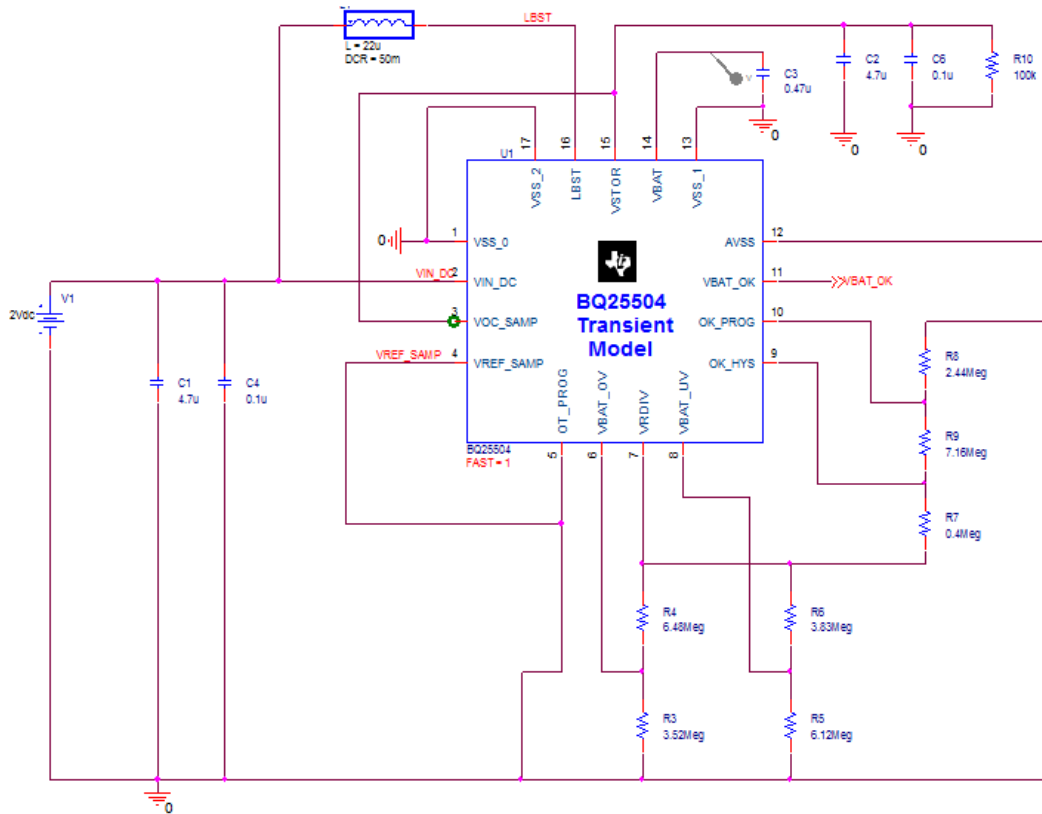 LBST
L = 22u
DCR = 50m
V
C3
0.47u
C2
4.7u
C6
0.1u
R10
100k
0
0
0
U1
17
16
15
14
13
VSS_2
LBST
VSTOR
VBAT
VSS_1
0
1
VSS_0
AVSS
12
VIN_DC
2
VIN_DC
VBAT_OK
11
VBAT_OK
V1
2Vdc
3
VOC_SAMP
OK_PROG
10
VREF_SAMP
4
VREF_SAMP
OK_HYS
9
BQ25504
Transient
Model
OT_PROG
VBAT_OV
VRDIV
VBAT_UV
BQ25504
FAST = 1
5
6
7
8
C1
4.7u
C4
0.1u
R8
2.44Meg
R9
7.16Meg
R7
0.4Meg
R4
6.48Meg
R6
3.83Meg
R3
3.52Meg
R5
6.12Meg
0